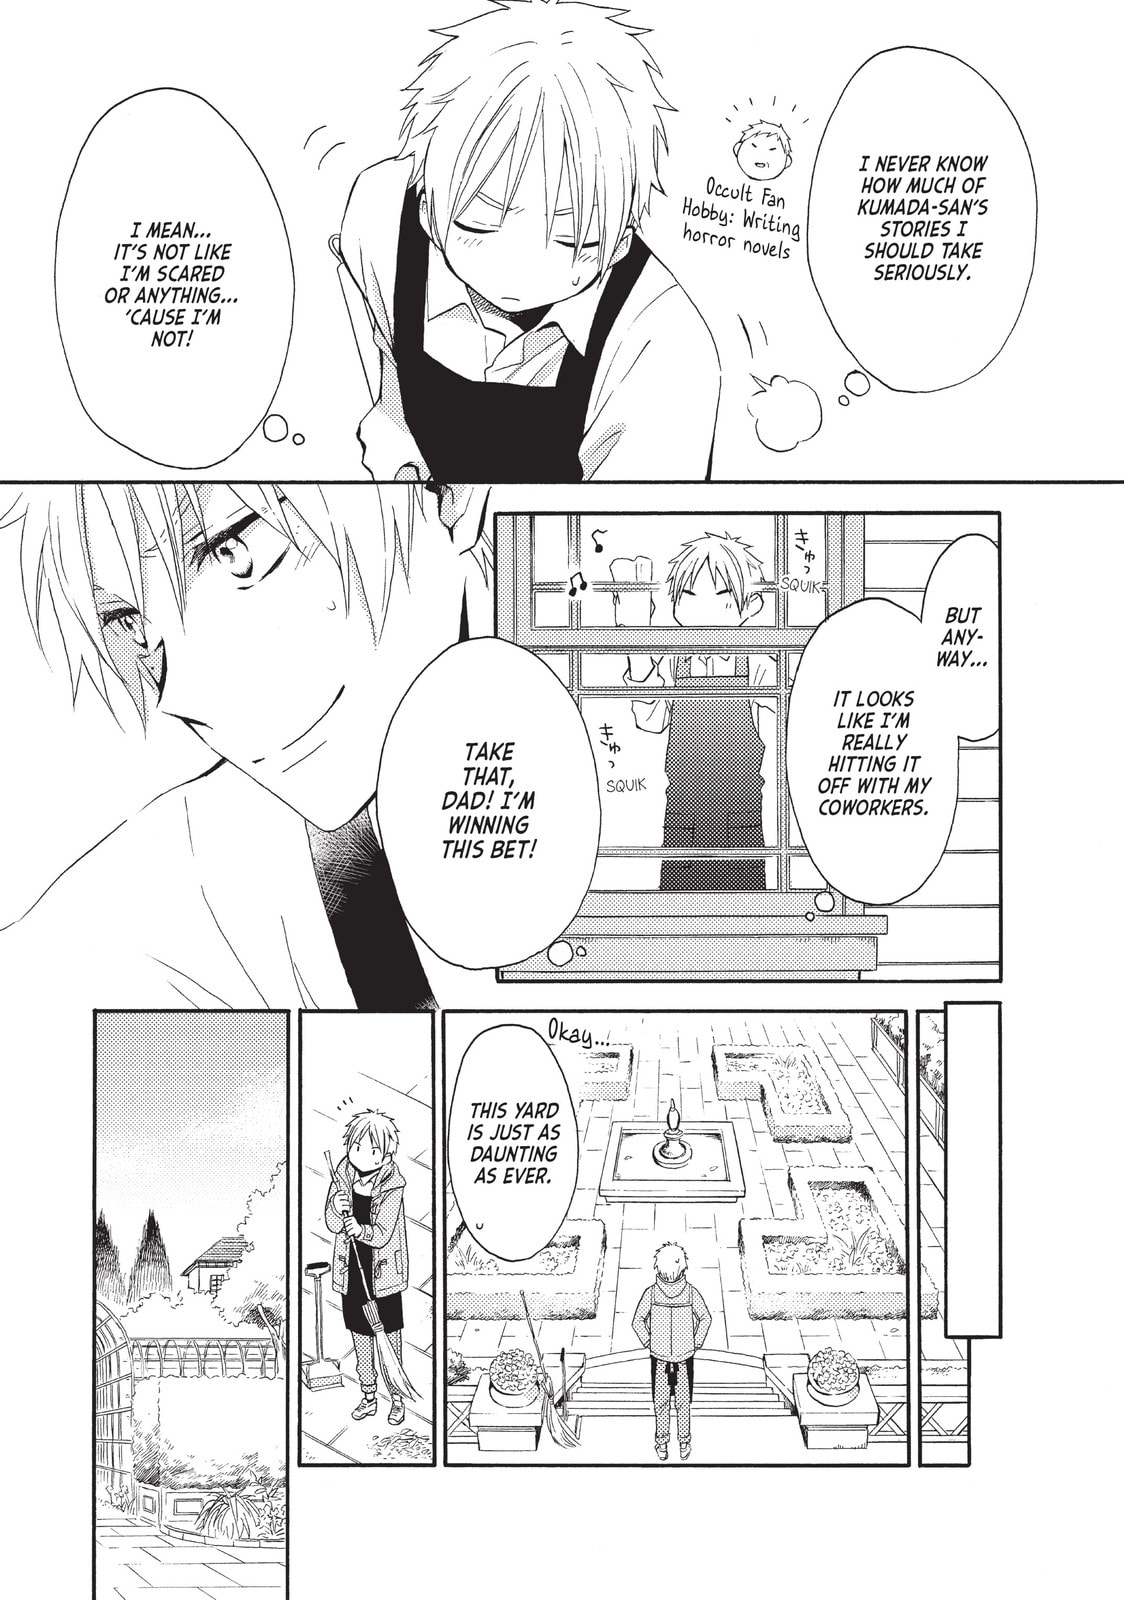 I NEVER KNOW
HOW MUCH OF
KUMADA-SAN'S
STORIES I
SHOULD TAKE
SERIOUSLY.
Occult Fan
Hobby: Writing
horror novels
I MEAN...
IT'S NOT LIKE
I'M SCARED
OR ANYTHING...
'CAUSE I'M
NOT!
BUT
ANY-
WAY...
IT LOOKS
LIKE I'M
REALLY
HITTING IT
OFF WITH MY
COWORKERS.
きゅっ
SQUIK
きゅっ
SQUIK
TAKE
THAT,
DAD! I'M
WINNING
THIS BET!
Okay...
THIS YARD
IS JUST AS
DAUNTING
AS EVER.